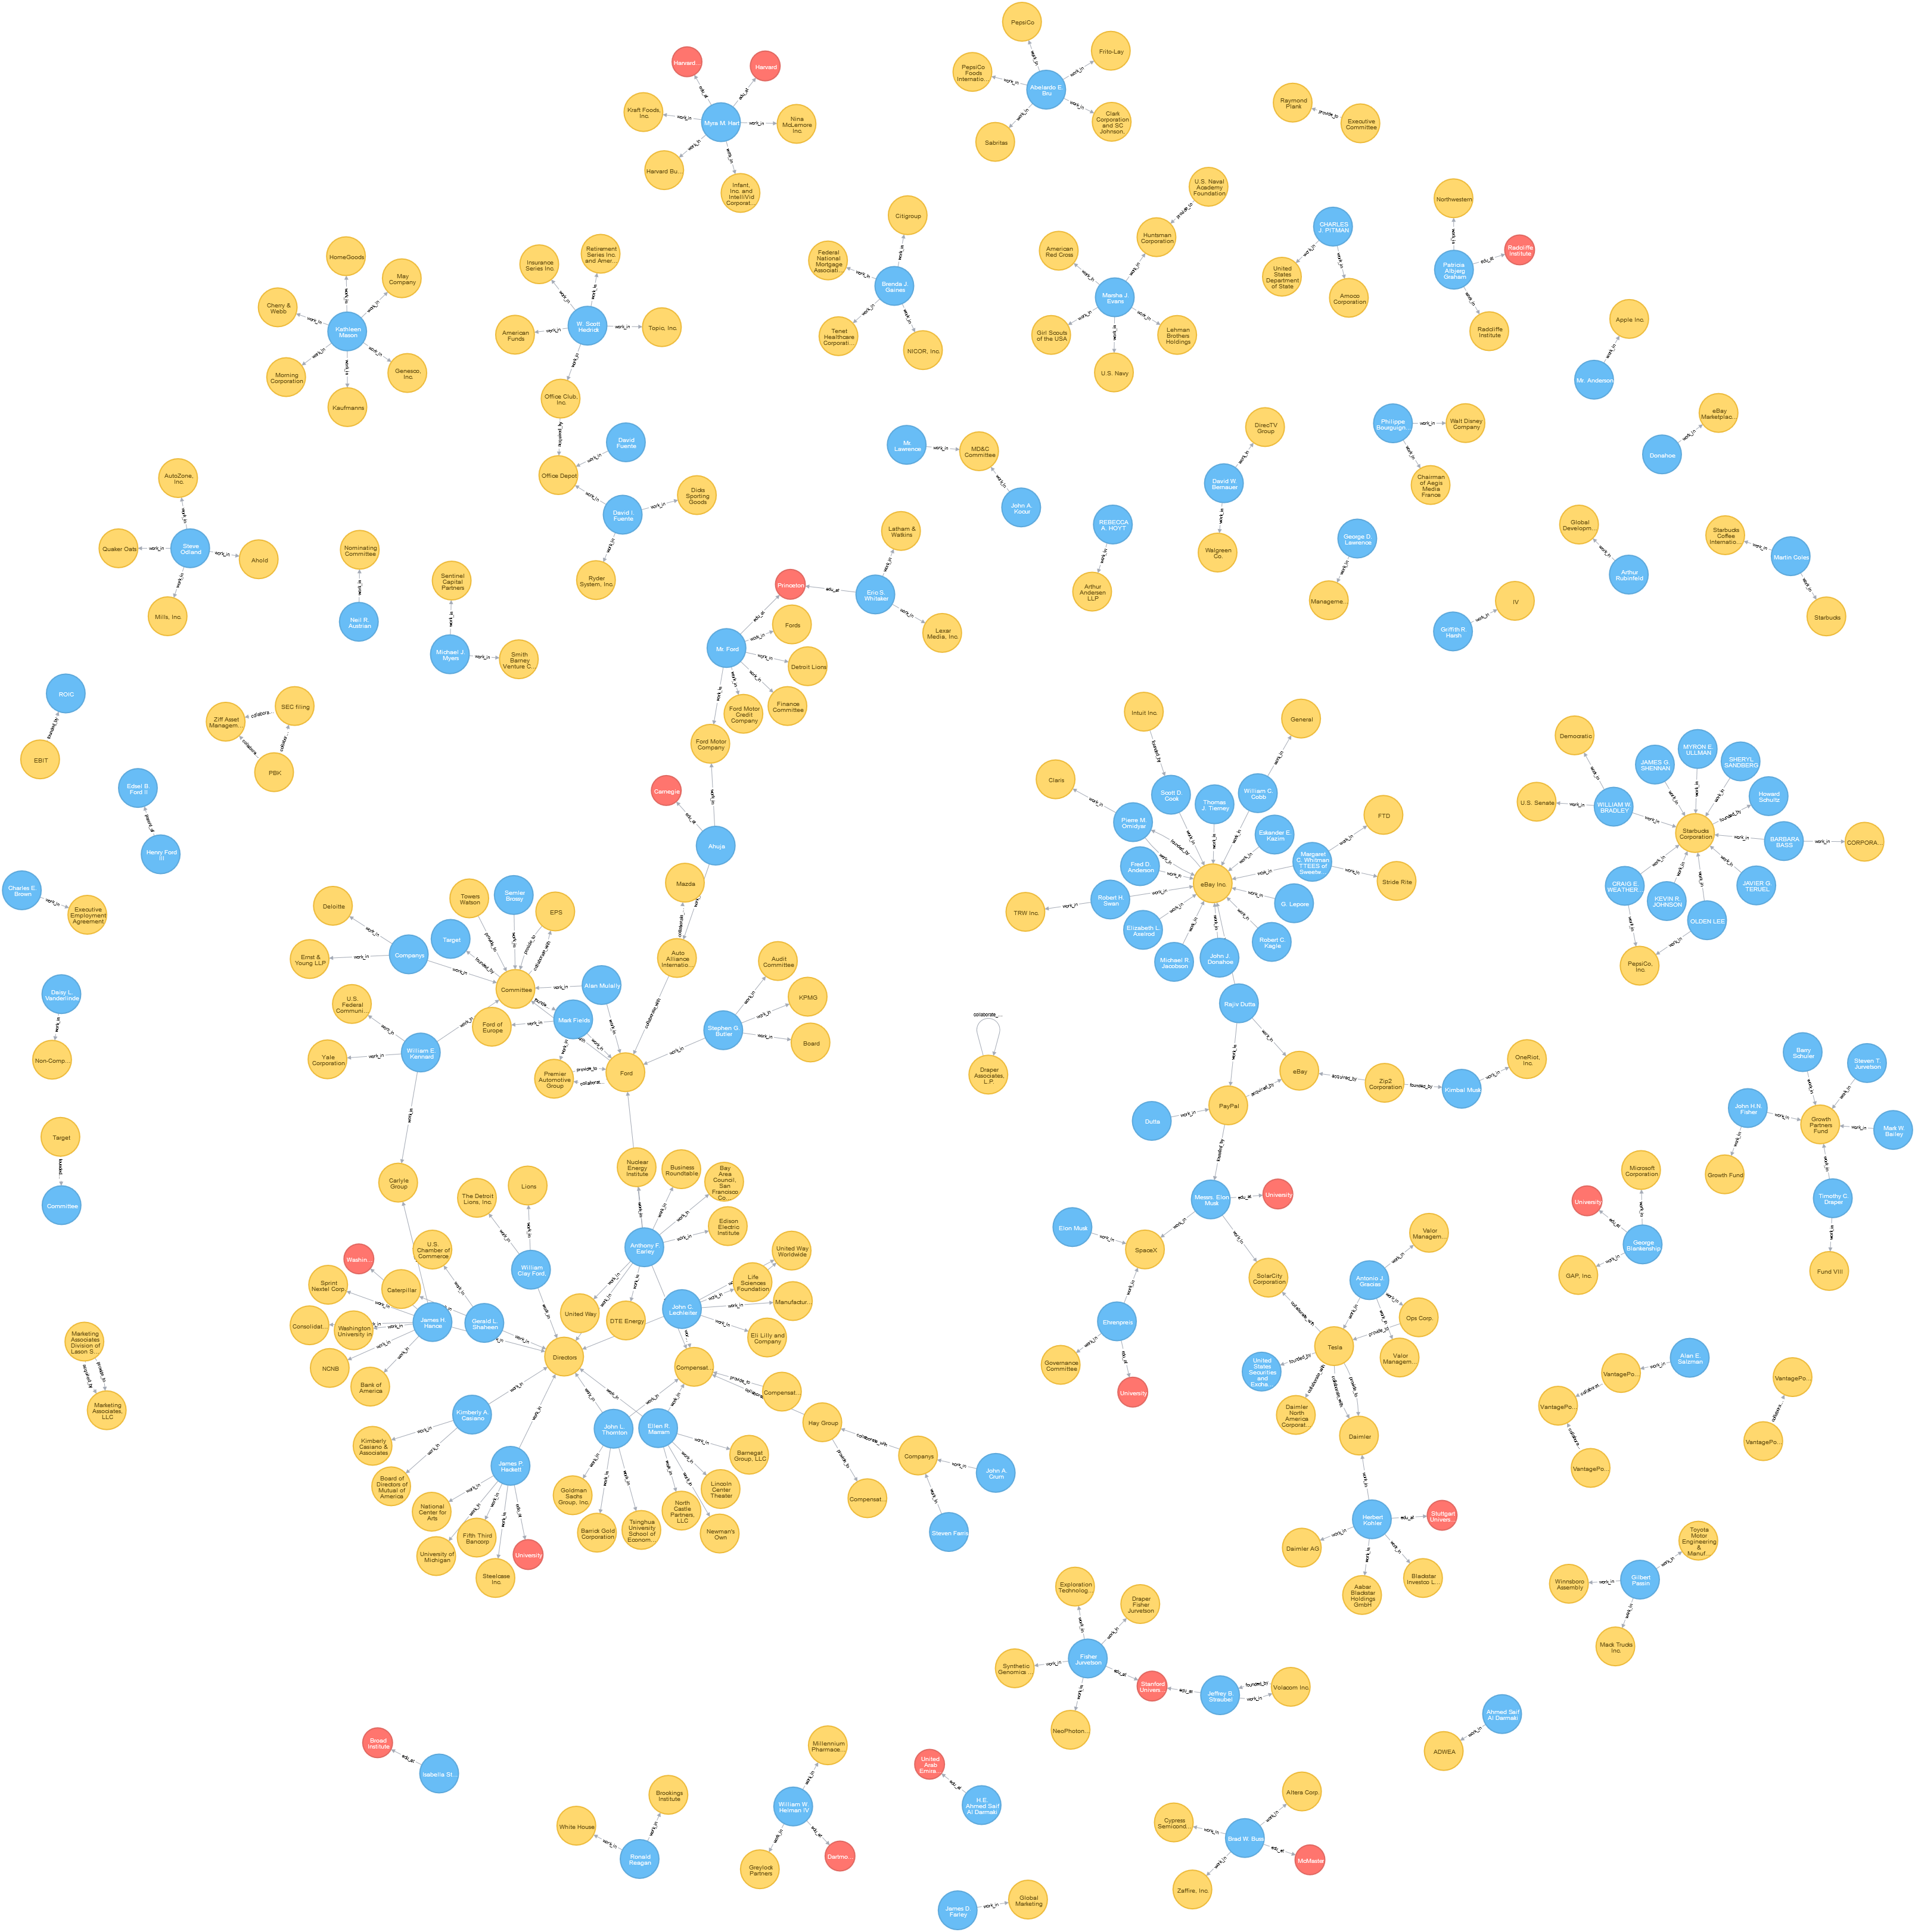 PepsiCo
Frito-Lay
PepsiCo
Foods
Internatio...
Abelardo E.
Bru
Clark
Corporation
and SC
Johnson,
Sabritas
Harvard...
Harvard
Kraft Foods,
Inc.
Myra M. Hart
Nina
McLemore
Inc.
Harvard Bu...
Infant,
Inc. and
IntelliVid
Corporat...
Raymond
Plank
provide_to
Executive
Committee
U.S. Naval
Academy
Foundation
provide_to
Huntsman
Corporation
American
Red Cross
Marsha J.
Evans
Girl Scouts
of the USA
U.S. Navy
Lehman
Brothers
Holdings
CHARLES
J. PITMAN
United
States
Department
of State
Amoco
Corporation
Northwestern
Patricia
Albjerg
Graham
Radcliffe
Institute
Radcliffe
Institute
Apple Inc.
work_in
Mr. Anderson
Citigroup
Federal
National
Mortgage
Associati...
Brenda J.
Gaines
Tenet
Healthcare
Corporati...
NICOR, Inc.
HomeGoods
May
Company
Cherry &
Webb
Kathleen
Mason
Morning
Corporation
Kaufmanns
Genesco,
Inc.
Insurance
Series Inc.
Retirement
Series Inc.
and Amer...
American
Funds
W. Scott
Hedrick
Topic, Inc.
Office Club,
Inc.
acquired_by
Office Depot
David
Fuente
David I.
Fuente
Dicks
Sporting
Goods
Ryder
System, Inc.
Mr.
Lawrence
work_in
MD&C
Committee
John A.
Kocur
DirecTV
Group
David W.
Bernauer
Walgreen
Co.
Philippe
Bourguign...
Walt Disney
Company
Chairman
of Aegis
Media
France
eBay
Marketplac...
Donahoe
AutoZone,
Inc.
Quaker Oats
Steve
Odland
Ahold
Mills, Inc.
Nominating
Committee
Neil R.
Austrian
Sentinel
Capital
Partners
Michael J.
Myers
Smith
Barney
Venture C...
Latham &
Watkins
Princeton
edu_at
Eric S.
Whitaker
Lexar
Media, Inc.
REBECCA
A. HOYT
Arthur
Andersen
LLP
George D.
Lawrence
Manageme...
Global
Developm...
Arthur
Rubinfeld
Starbucks
Coffee
Internatio...
Martin Coles
Starbucks
Griffith R.
Harsh
IV
Mr. Ford
Fords
Detroit Lions
Finance
Committee
Ford Motor
Credit
Company
Ford Motor
Company
ROIC
EBIT
Ziff Asset
Managem...
SEC filing
PBK
Edsel B.
Ford II
Henry Ford
III
Carnegie
Ahuja
Mazda
Auto
Alliance
Internatio...
collaborate_with
Intuit Inc.
General
Claris
Scott D.
Cook
William C.
Cobb
Thomas
J. Tierney
Pierre M.
Omidyar
Eskander E.
Kazim
Fred D.
Anderson
Margaret
C. Whitman
TTEES of
Sweete...
FTD
Stride Rite
eBay Inc.
TRW Inc.
Robert H.
Swan
G. Lepore
Elizabeth L.
Axelrod
Robert C.
Kagle
Michael R.
Jacobson
John J.
Donahoe
Democratic
JAMES G.
SHENNAN
MYRON E.
ULLMAN
SHERYL
SANDBERG
Howard
Schultz
U.S. Senate
WILLIAM W.
BRADLEY
Starbucks
Corporation
BARBARA
BASS
CORPORA...
CRAIG E.
WEATHER...
KEVIN R.
JOHNSON
JAVIER G.
TERUEL
OLDEN LEE
PepsiCo,
Inc.
Charles E.
Brown
Executive
Employment
Agreement
Deloitte
Towers
Watson
Semler
Brossy
EPS
Target
Ernst &
Young LLP
Companys
Committee
Alan Mulally
U.S.
Federal
Communi...
Ford of
Europe
Mark Fields
Yale
Corporation
William E.
Kennard
Premier
Automotive
Group
Ford
Audit
Committee
KPMG
Stephen G.
Butler
Board
Daisy L.
Vanderlinde
Non-Comp...
Target
Committee
Draper
Associates,
L.P.
Rajiv Dutta
eBay
PayPal
Dutta
Zip2
Corporation
founded_by
Kimbal Musk
OneRiot,
Inc.
Barry
Schuler
Steven T.
Jurvetson
John H.N.
Fisher
Growth
Partners
Fund
Mark W.
Bailey
Growth Fund
Timothy C.
Draper
Fund VIII
Carlyle
Group
Nuclear
Energy
Institute
Business
Roundtable
Bay
Area
Council,
San
Francisco
Co...
The Detroit
Lions, Inc.
Lions
Edison
Electric
Institute
Anthony F.
Earley
William
Clay Ford,
United Way
DTE Energy
United Way
Worldwide
Life
Sciences
Foundation
John C.
Lechleiter
Manufactur...
Eli Lilly and
Company
Washin...
U.S.
Chamber of
Commerce
Sprint
Nextel Corp.
Caterpillar
Consolidat...
Washington
University in
James H.
Hance
Gerald L.
Shaheen
NCNB
Bank of
America
Directors
Compensat...
Compensat...
Hay Group
Companys
John A.
Crum
Compensat...
Steven Farris
Kimberly A.
Casiano
Kimberly
Casiano &
Associates
Board of
Directors of
Mutual of
America
John L.
Thornton
Ellen R.
Marram
Barnegat
Group, LLC
Goldman
Sachs
Group, Inc.
Barrick Gold
Corporation
Tsinghua
University
School of
Econom...
North
Castle
Partners,
LLC
Lincoln
Center
Theater
Newman's
Own
James P.
Hackett
National
Center for
Arts
University of
Michigan
Fifth Third
Bancorp
Steelcase
Inc.
University
Messrs. Elon
Musk
University
Elon Musk
SpaceX
SolarCity
Corporation
Ehrenpreis
Governance
Committee
University
Valor
Managem...
Antonio J.
Gracias
Ops Corp.
Tesla
Valor
Managem...
United
States
Securities
and
Excha...
Daimler
North
America
Corporat...
Daimler
Microsoft
Corporation
University
George
Blankenship
GAP, Inc.
Marketing
Associates
Division of
Lason S...
Marketing
Associates,
LLC
Alan E.
Salzman
VantagePo...
VantagePo...
VantagePo...
VantagePo...
VantagePo...
Herbert
Kohler
Stuttgart
Univers...
Daimler AG
Aabar
Blackstar
Holdings
GmbH
Blackstar
Investco L...
Toyota
Motor
Engineering
&
Manuf...
Winnsboro
Assembly
Gilbert
Passin
Mack Trucks
Inc.
Exploration
Technolog...
Draper
Fisher
Jurvetson
Synthetic
Genomics ...
Fisher
Jurvetson
NeoPhoton...
Stanford
Univers...
Jeffrey B.
Straubel
Volacom Inc.
Ahmed Saif
Al Darmaki
ADWEA
Broad
Institute
Isabella St...
Millennium
Pharmace...
William W.
Helman IV
Greylock
Partners
Dartmo...
United
Arab
Emira...
H.E.
Ahmed Saif
Al Darmaki
Brookings
Institute
White House
Ronald
Reagan
Altera Corp.
Cypress
Semicond...
Brad W. Buss
McMaster
Zaffire, Inc.
James D.
Farley
work_in
Global
Marketing